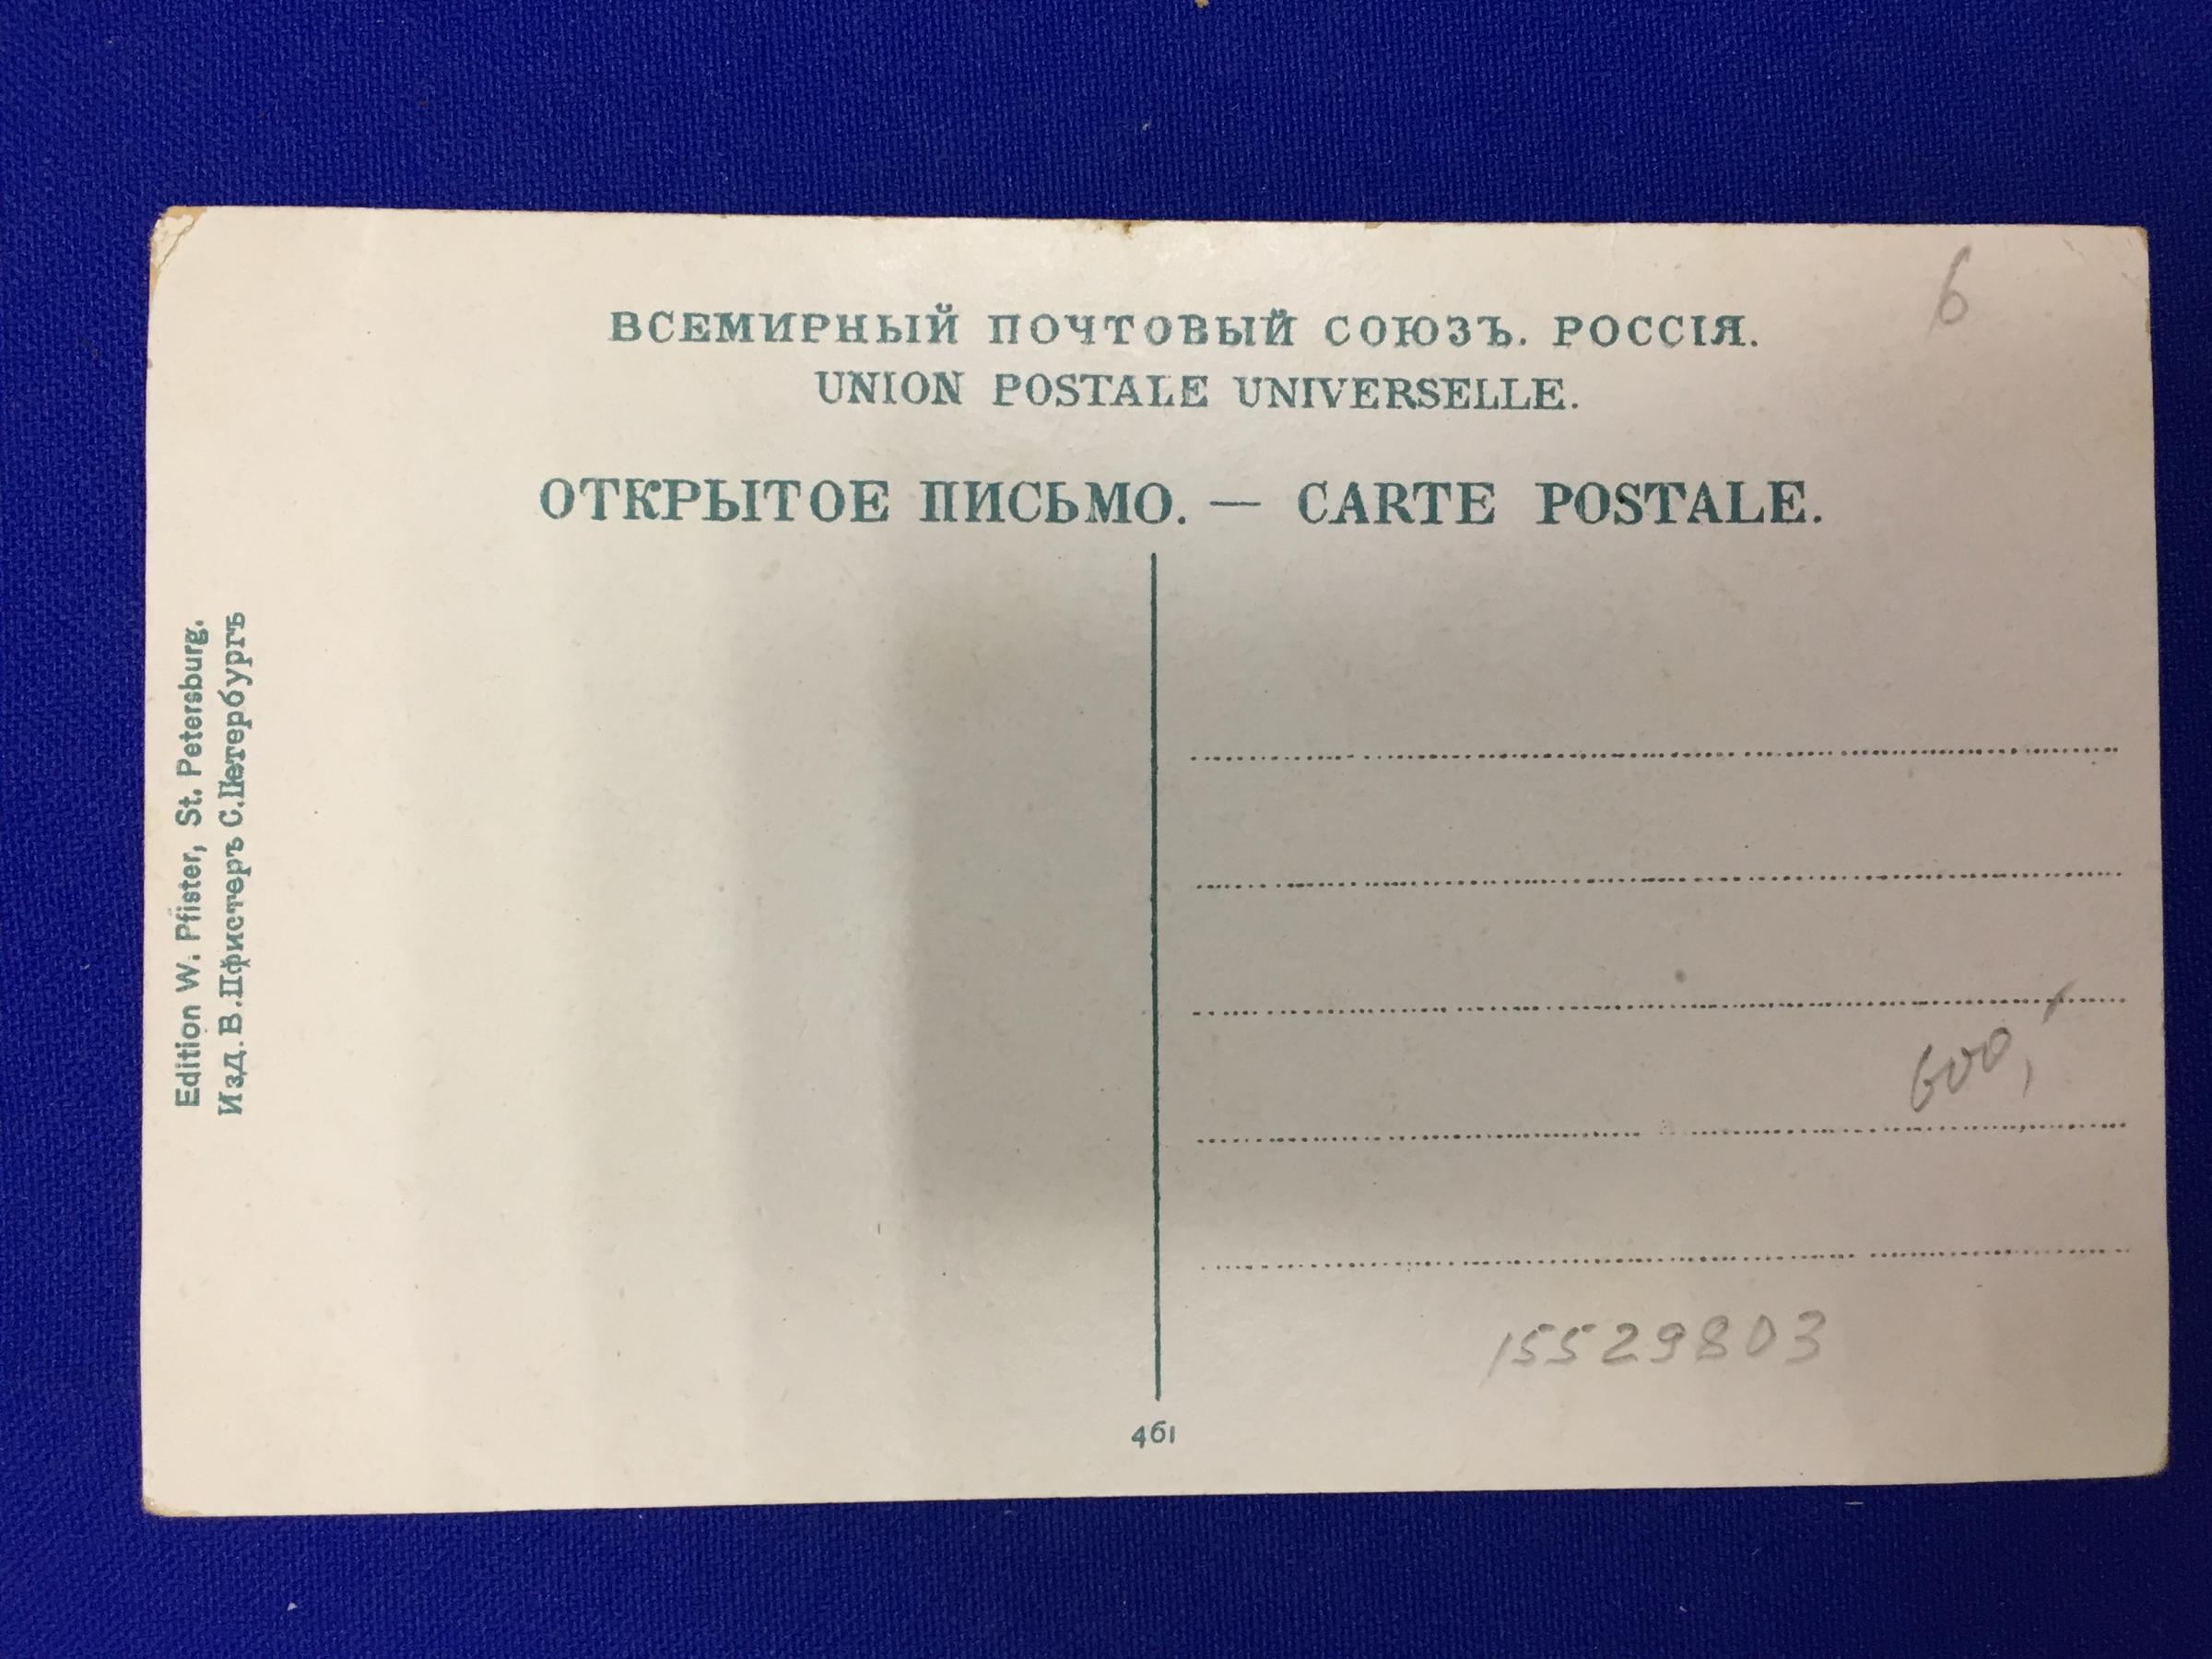 6
ВСЕМИРНЫЙ ПОЧТОВЫЙ СОЮЗЪ. РОССІЯ.
UNION POSTALE UNIVERSELLE.
ОТКРЫТОЕ ПИСЬМО. — CARTE POSTALE.
Edition W. Pfister, St. Petersburg.
Изд. В. Пфистеръ С.Петербургъ
600,-
15529803
461